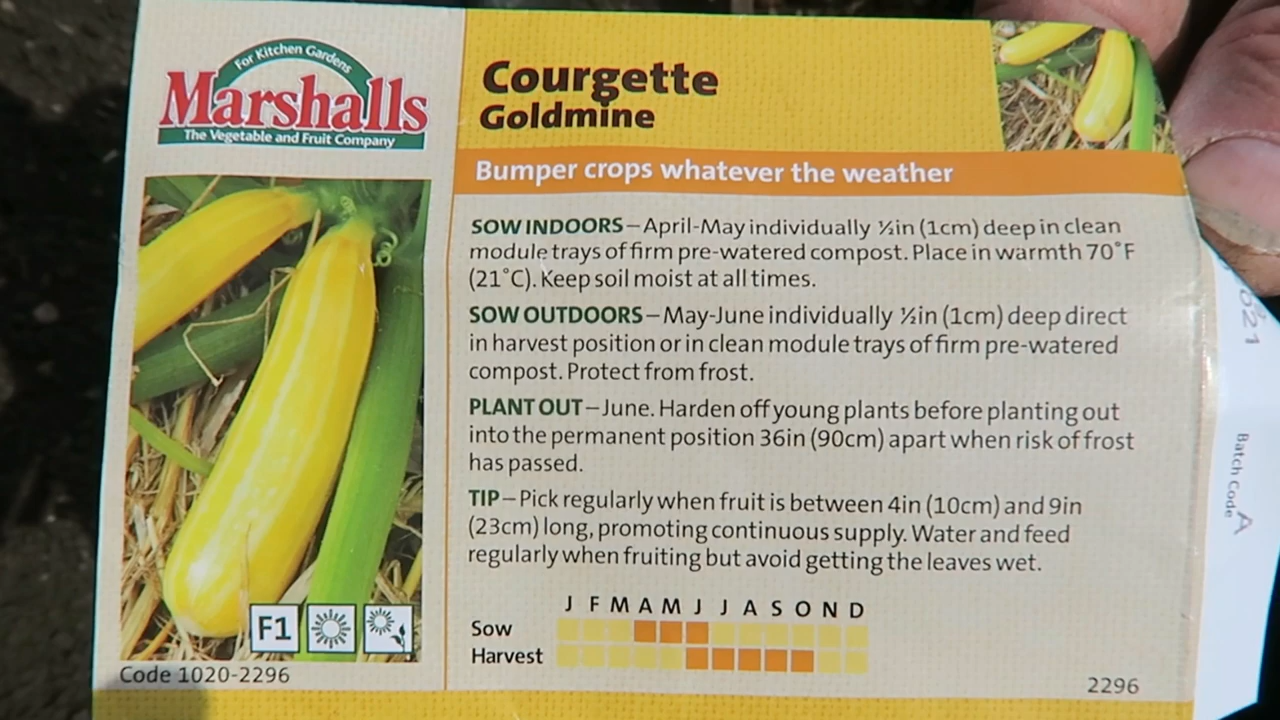 For Kitchen Gardens
Marshalls
The Vegetable and Fruit Company
Courgette
Goldmine
Bumper crops whatever the weather
SOW INDOORS – April-May individually ½in (1cm) deep in clean
module trays of firm pre-watered compost. Place in warmth 70˚F
(21˚C). Keep soil moist at all times.
SOW OUTDOORS – May-June individually ½in (1cm) deep direct
in harvest position or in clean module trays of firm pre-watered
compost. Protect from frost.
PLANT OUT – June. Harden off young plants before planting out
into the permanent position 36in (90cm) apart when risk of frost
has passed.
TIP – Pick regularly when fruit is between 4in (10cm) and 9in
(23cm) long, promoting continuous supply. Water and feed
regularly when fruiting but avoid getting the leaves wet.
J F M A M J J A S O N D
Sow
Harvest
F1
Code 1020-2296
2296
Batch Code A